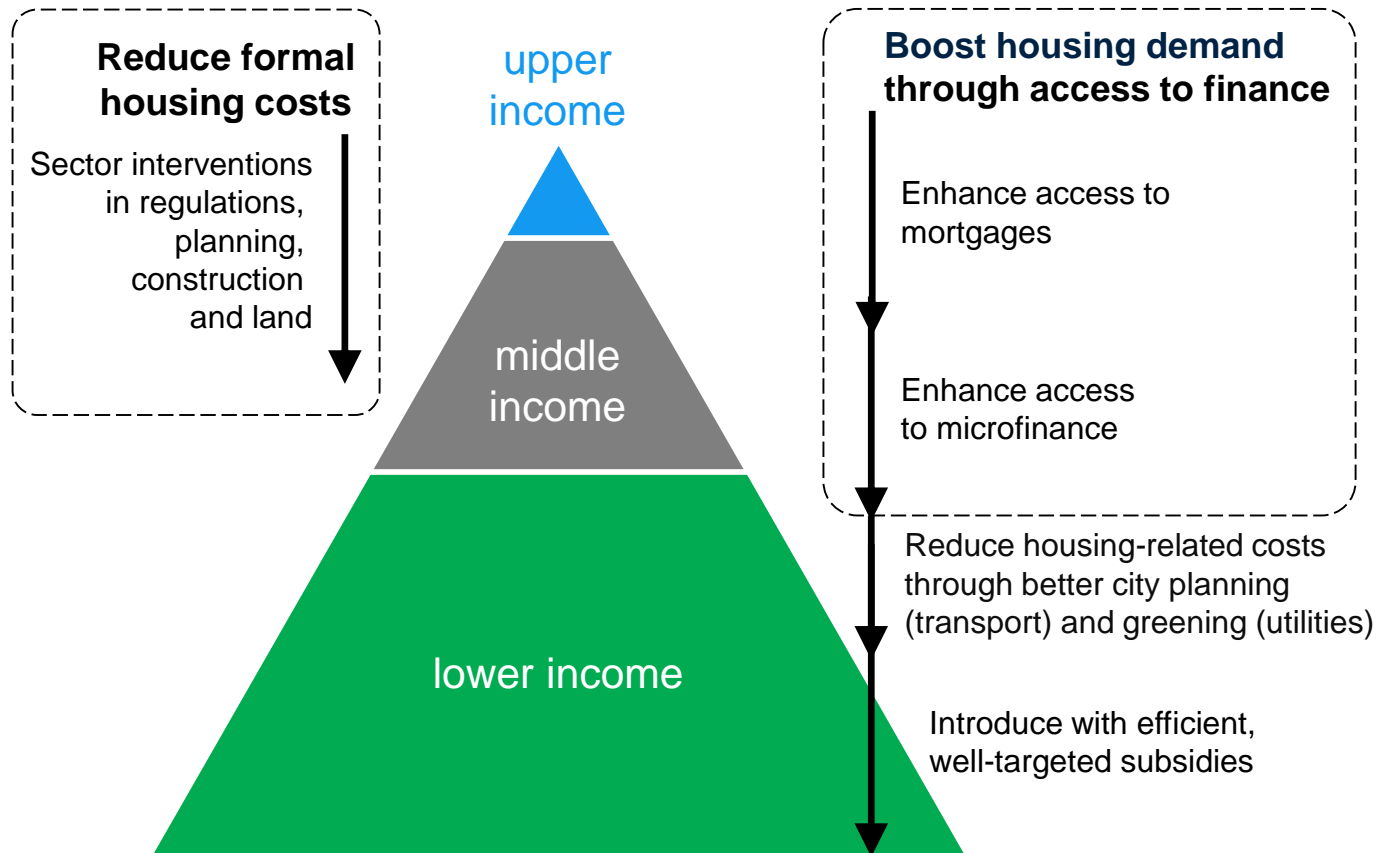 Reduce formal
housing costs
Sector interventions
in regulations,
planning,
construction
and land
upper
income
middle
income
lower income
Boost housing demand
through access to finance
Enhance access to
mortgages
Enhance access
to microfinance
Reduce housing-related costs
through better city planning
(transport) and greening (utilities)
Introduce with efficient,
well-targeted subsidies